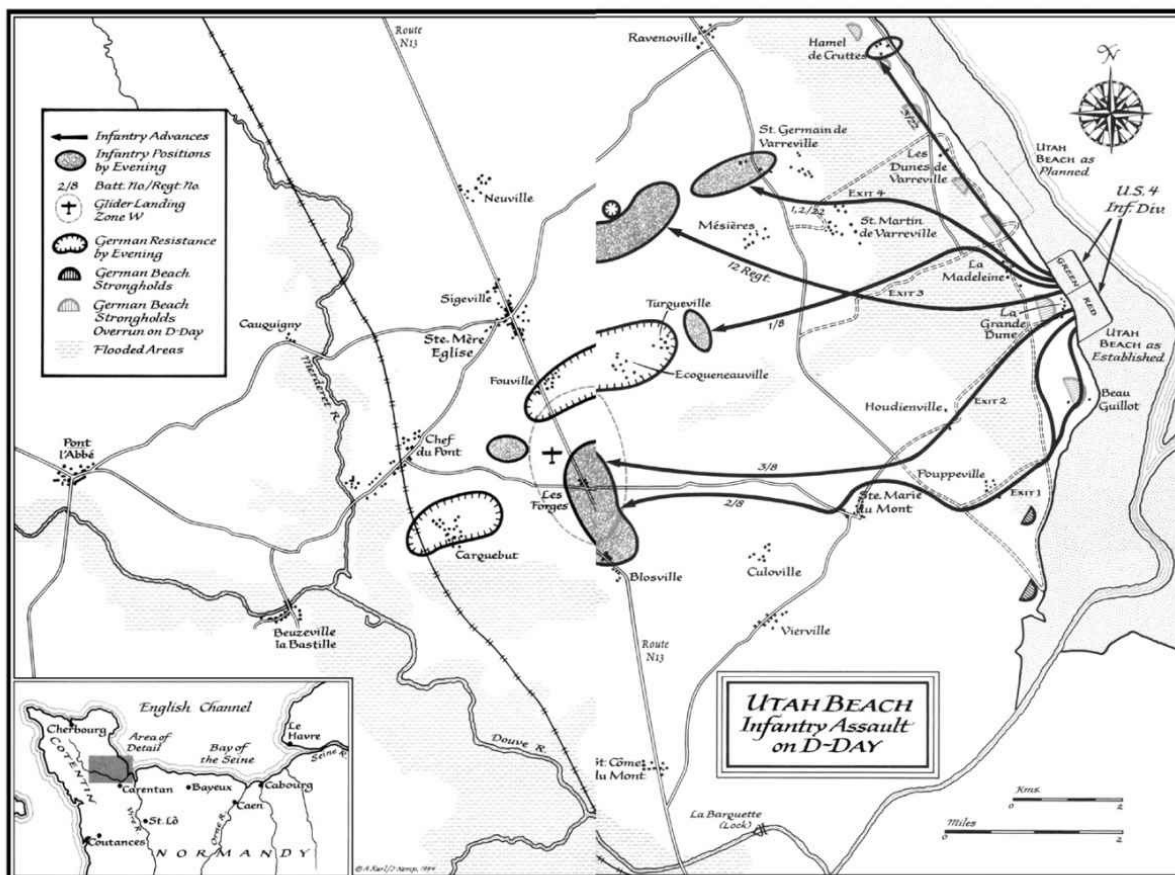 UTAH BEACH
Infantry Assault
on D-DAY
Infantry Advances
Infantry Positions
by Evening
2/8 Batt. No./Regt. No.
Glider Landing
Zone W
German Resistance
by Evening
German Beach
Strongholds
German Beach
Strongholds
Overrun on D-Day
Flooded Areas
Route
N13
Ravenoville
Hamel
de Cruttes
N
3/22
St. Germain de
Varreville
Les
Dunes de
Varreville
UTAH
BEACH as
Planned
U.S. 4
Inf. Div.
EXIT 4
1,2/22
Neuville
Mésières
St. Martin
de Varreville
12 Regt.
La
Madeleine
GREEN
RED
Sigeville
Turqueville
EXIT 3
1/8
La
Grande
Dune
UTAH
BEACH as
Established
Cauquigny
Ste. Mère
Eglise
Merderet R.
Fouville
Ecoqueneauville
Houdienville
EXIT 2
Beau
Guillot
Pont
l'Abbé
Chef
du Pont
3/8
Pouppeville
Les
Forges
2/8
Ste. Marie
du Mont
EXIT 1
Carquebut
Blosville
Culoville
Beuzeville
la Bastille
Vierville
Route
N13
Douve R.
St. Côme
du Mont
La Barquette
(Lock)
Kms.
0 2
Miles
0 2
English Channel
Cherbourg
Area of
Detail
Bay of
the Seine
Le
Havre
Seine R.
COTENTIN
Carentan
Bayeux
Cabourg
Caen
Vire R.
St. Lô
Orne R.
Coutances
NORMANDY